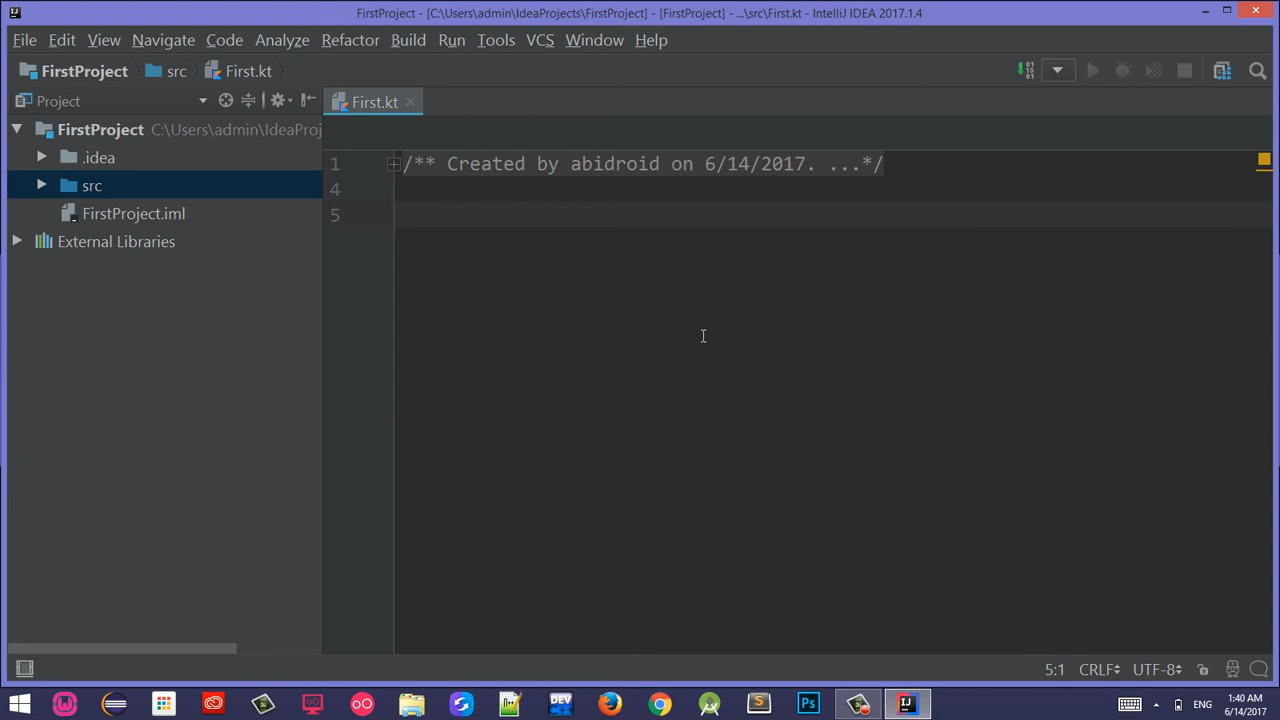 FirstProject - [C:\Users\admin\IdeaProjects\FirstProject] - [FirstProject] - ...\src\First.kt - IntelliJ IDEA 2017.1.4
File Edit View Navigate Code Analyze Refactor Build Run Tools VCS Window Help
FirstProject src First.kt
Project
First.kt
FirstProject C:\Users\admin\IdeaProj
.idea
src
FirstProject.iml
External Libraries
1 /** Created by abidroid on 6/14/2017. ...*/
4
5
5:1 CRLF UTF-8
ENG 1:40 AM
6/14/2017